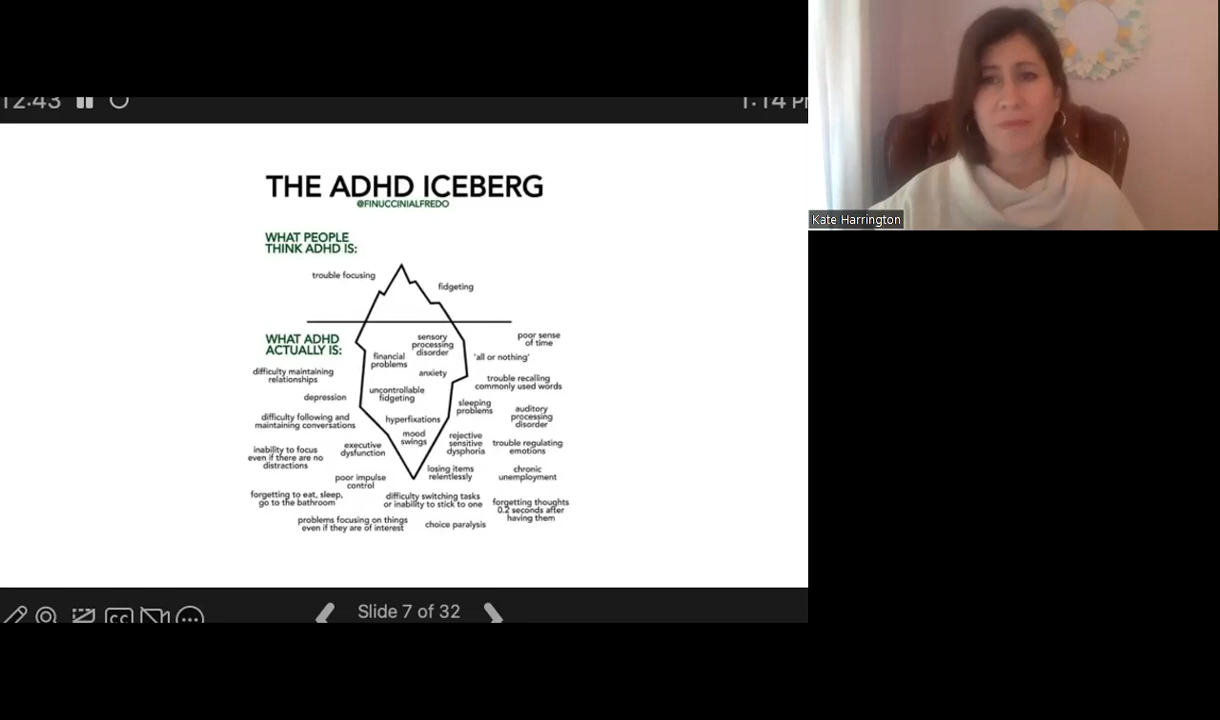 12:43
1:14 PM
THE ADHD ICEBERG
@FINUCCINIALFREDO
WHAT PEOPLE
THINK ADHD IS:
trouble focusing
fidgeting
WHAT ADHD
ACTUALLY IS:
sensory
processing
disorder
poor sense
of time
financial
problems
'all or nothing'
difficulty maintaining
relationships
anxiety
trouble recalling
commonly used words
depression
uncontrollable
fidgeting
sleeping
problems
auditory
processing
disorder
difficulty following and
maintaining conversations
hyperfixations
mood
swings
inability to focus
even if there are no
distractions
executive
dysfunction
rejective
sensitive
dysphoria
trouble regulating
emotions
poor impulse
control
losing items
relentlessly
chronic
unemployment
forgetting to eat, sleep,
go to the bathroom
difficulty switching tasks
or inability to stick to one
forgetting thoughts
0.2 seconds after
having them
problems focusing on things
even if they are of interest
choice paralysis
CC
Slide 7 of 32
Kate Harrington